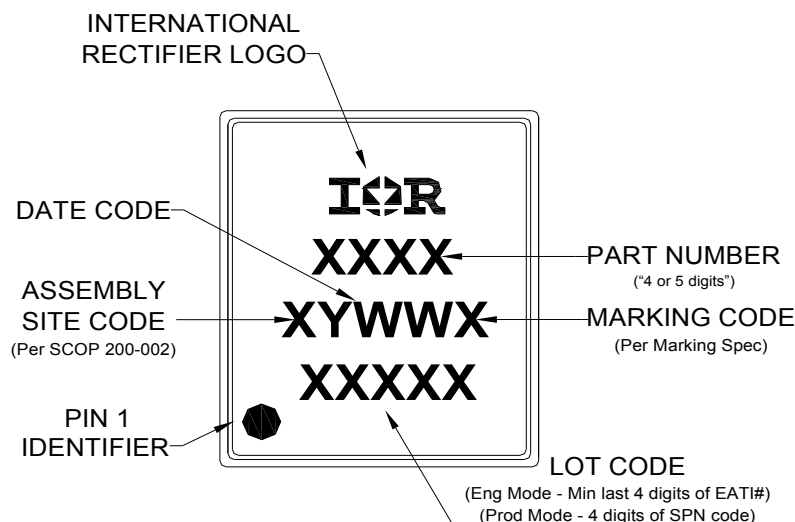 INTERNATIONAL
RECTIFIER LOGO
IOR
DATE CODE
XXXX
PART NUMBER
(“4 or 5 digits”)
ASSEMBLY
SITE CODE
(Per SCOP 200-002)
XYWWX
MARKING CODE
(Per Marking Spec)
XXXXX
PIN 1
IDENTIFIER
LOT CODE
(Eng Mode - Min last 4 digits of EATI#)
(Prod Mode - 4 digits of SPN code)